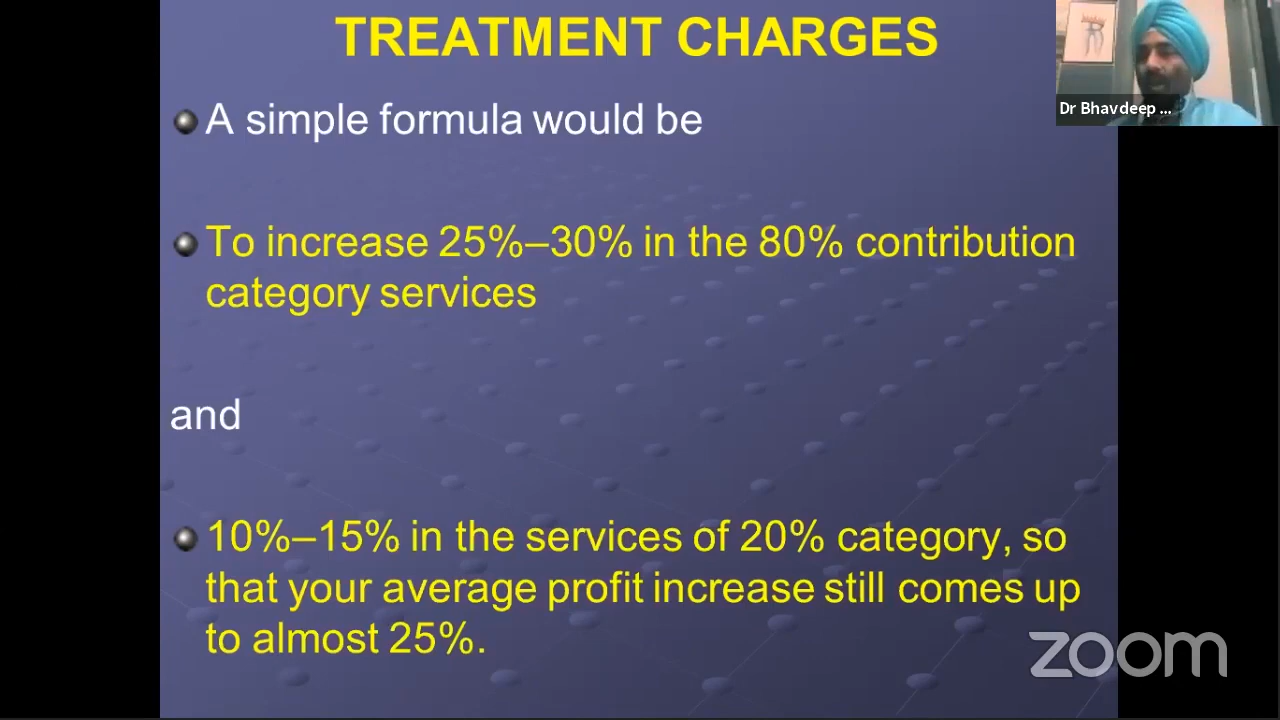 TREATMENT CHARGES
Dr Bhavdeep ...
A simple formula would be
To increase 25%–30% in the 80% contribution
category services
and
10%–15% in the services of 20% category, so
that your average profit increase still comes up
to almost 25%.
zoom